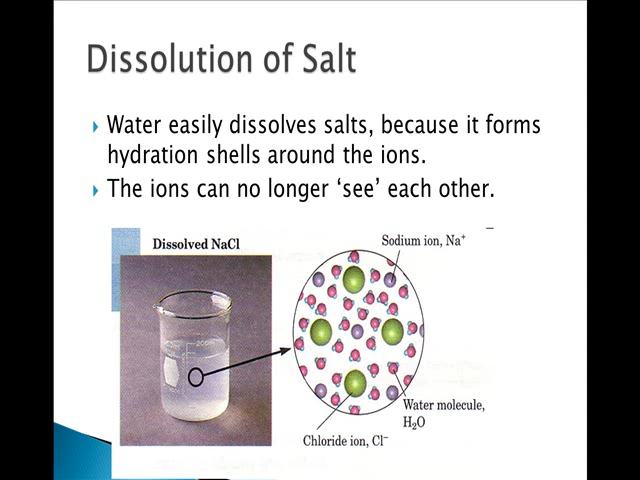 Dissolution of Salt
Water easily dissolves salts, because it forms
hydration shells around the ions.
The ions can no longer ‘see’ each other.
Dissolved NaCl
Sodium ion, Na⁺
Water molecule,
H₂O
Chloride ion, Cl⁻